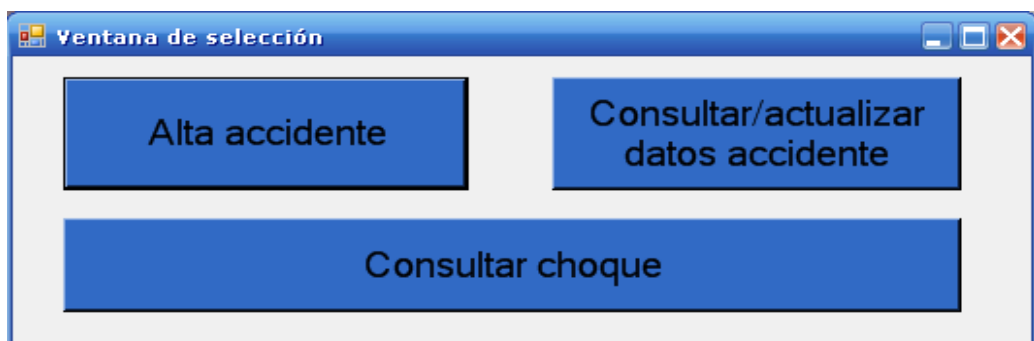 Ventana de selección
Alta accidente
Consultar/actualizar
datos accidente
Consultar choque